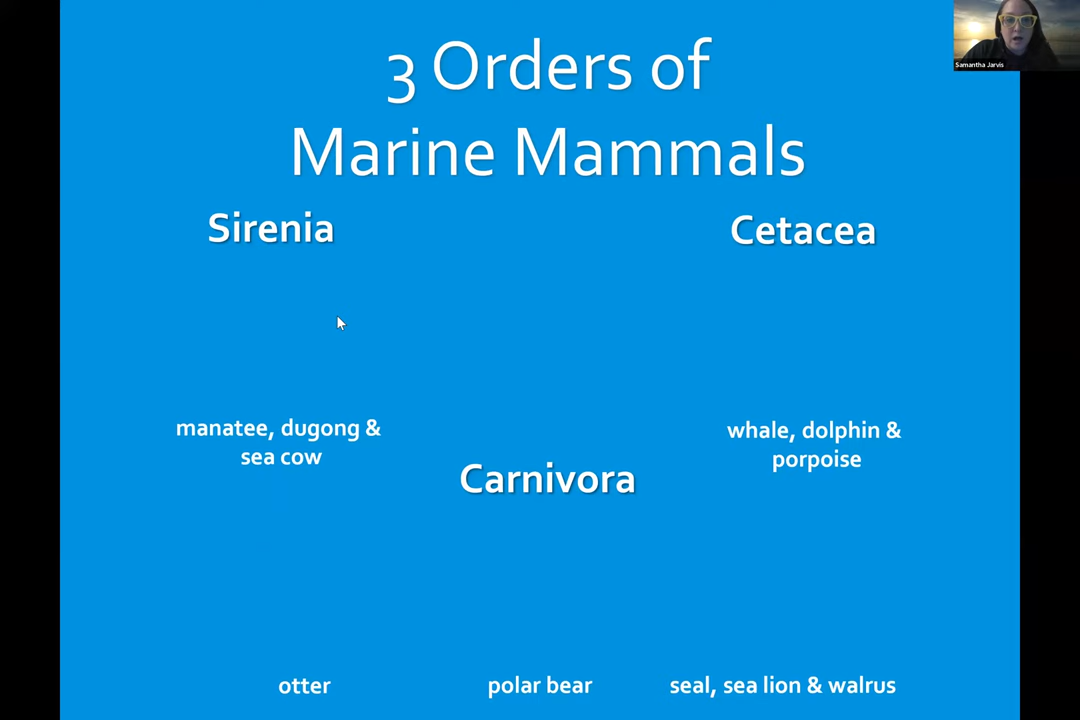 3 Orders of
Marine Mammals
Samantha Jarvis
Sirenia
Cetacea
manatee, dugong &
sea cow
whale, dolphin &
porpoise
Carnivora
otter
polar bear
seal, sea lion & walrus